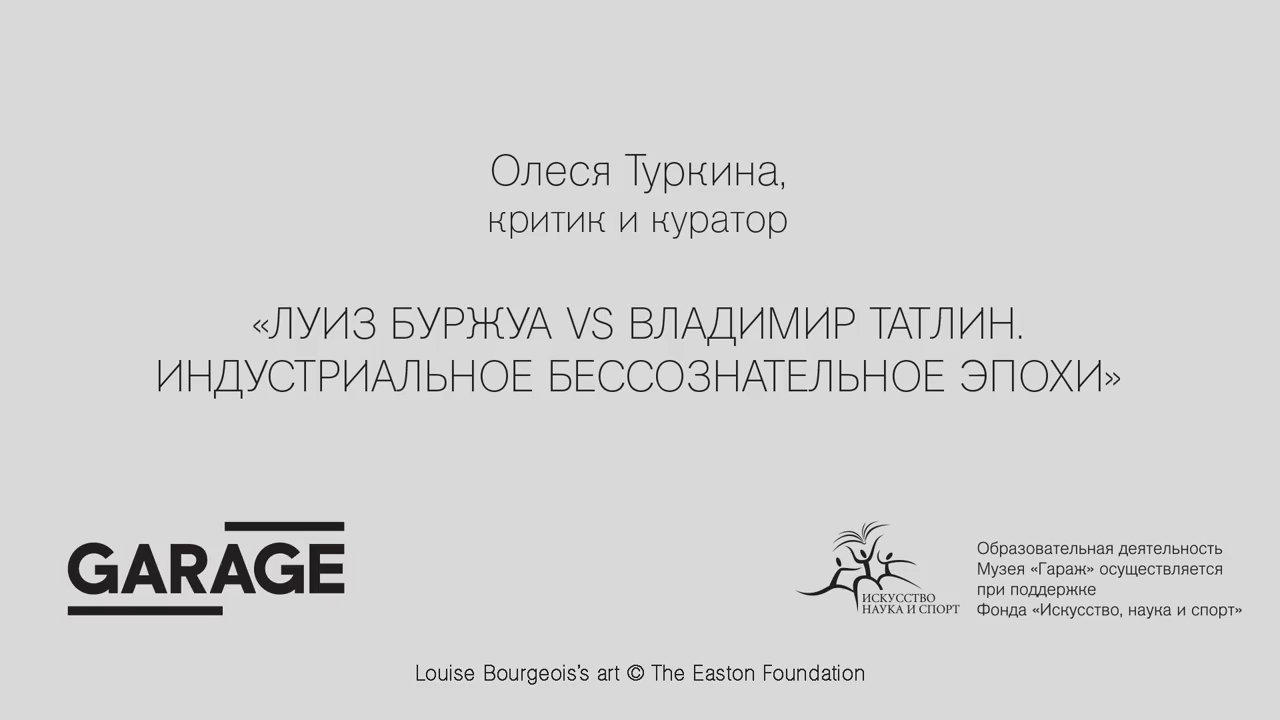 Олеся Туркина,
критик и куратор
«ЛУИЗ БУРЖУА VS ВЛАДИМИР ТАТЛИН.
ИНДУСТРИАЛЬНОЕ БЕССОЗНАТЕЛЬНОЕ ЭПОХИ»
GARAGE
ИСКУССТВО
НАУКА И СПОРТ
Образовательная деятельность
Музея «Гараж» осуществляется
при поддержке
Фонда «Искусство, наука и спорт»
Louise Bourgeois's art © The Easton Foundation